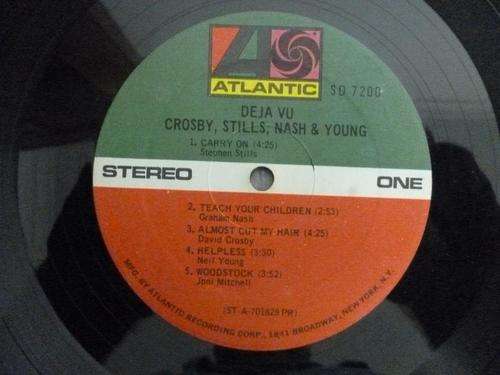 ATLANTIC
SD 7200
DEJA VU
CROSBY, STILLS, NASH & YOUNG
1. CARRY ON (4:25)
Stephen Stills
STEREO
ONE
2. TEACH YOUR CHILDREN (2:53)
Graham Nash
3. ALMOST CUT MY HAIR (4:25)
David Crosby
4. HELPLESS (3:30)
Neil Young
5. WOODSTOCK (3:52)
Joni Mitchell
(ST-A-701829 PR)
MFG. BY ATLANTIC RECORDING CORP., 1841 BROADWAY, NEW YORK, N.Y.